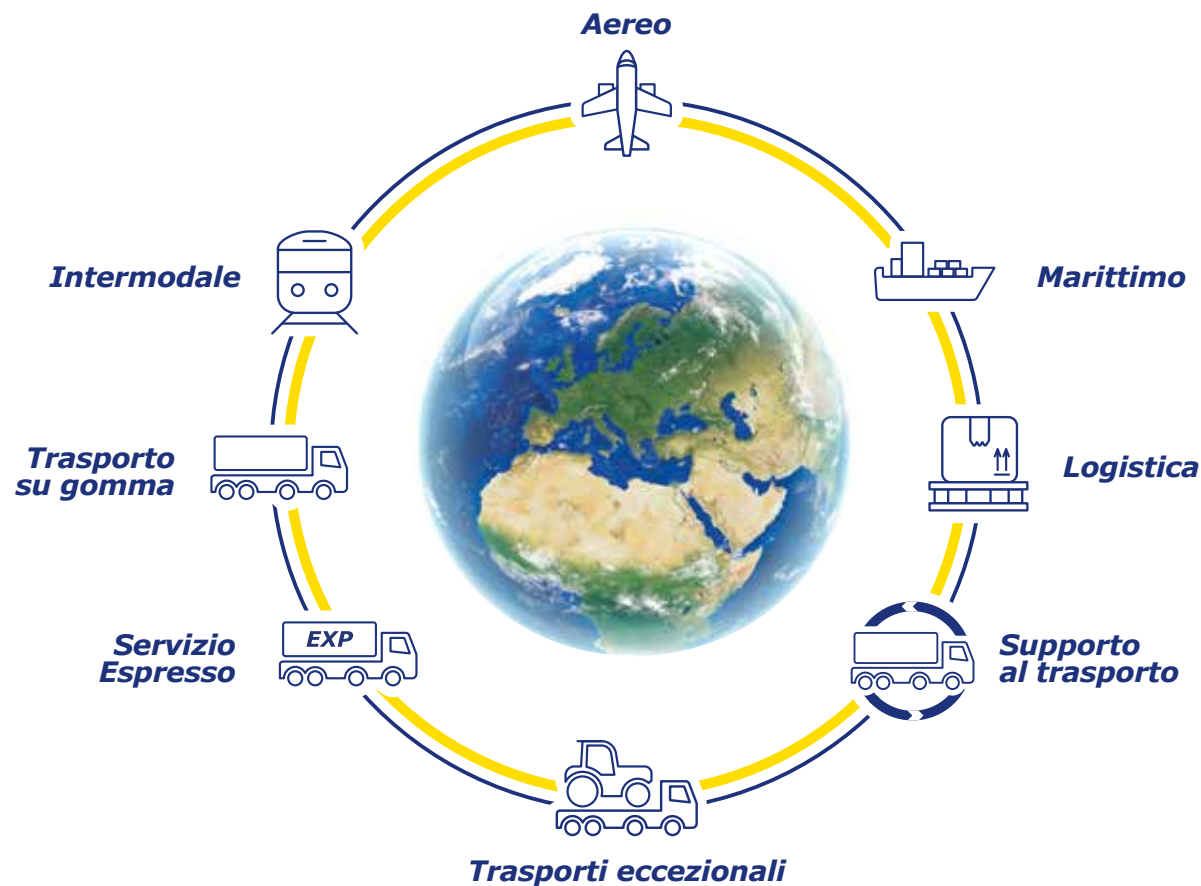 Aereo
Intermodale
Marittimo
Trasporto
su gomma
Logistica
Servizio
Espresso
EXP
Supporto
al trasporto
Trasporti eccezionali